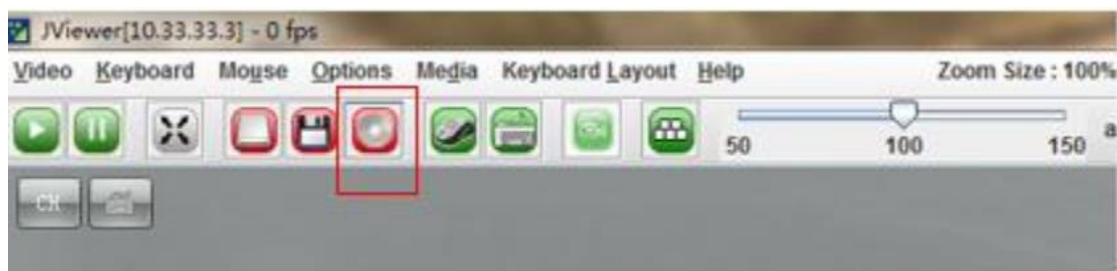 JViewer[10.33.33.3] - 0 fps
Video Keyboard Mouse Options Media Keyboard Layout Help Zoom Size : 100%
50 100 150
CH